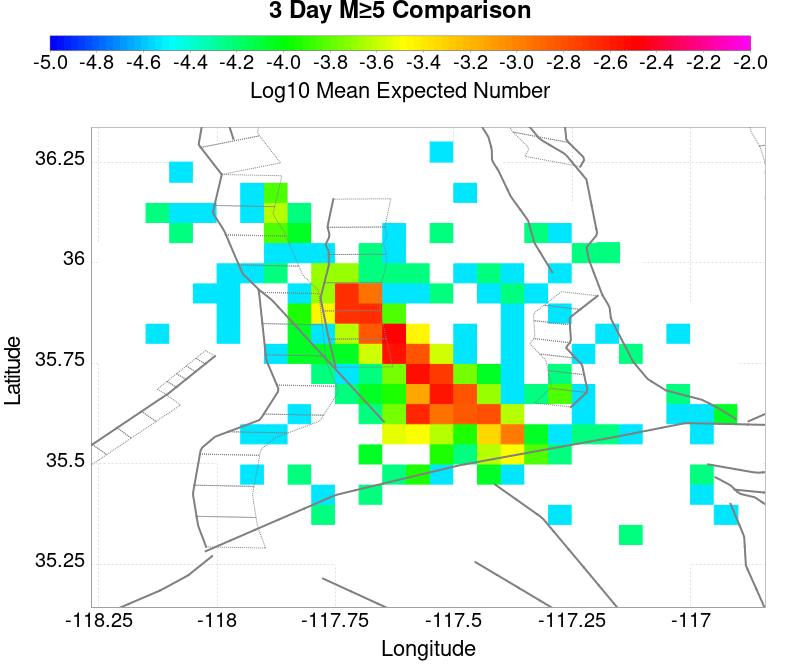 3 Day M≥5 Comparison
-5.0 -4.8 -4.6 -4.4 -4.2 -4.0 -3.8 -3.6 -3.4 -3.2 -3.0 -2.8 -2.6 -2.4 -2.2 -2.0
Log10 Mean Expected Number
36.25
36
35.75
35.5
35.25
Latitude
-118.25 -118 -117.75 -117.5 -117.25 -117
Longitude